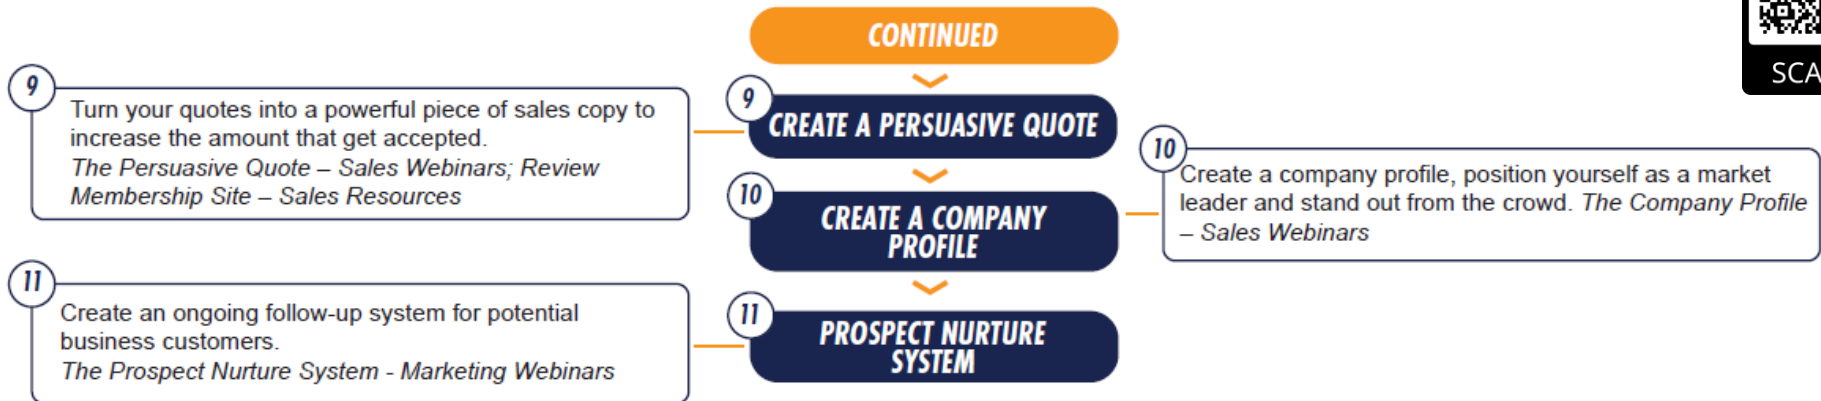 CONTINUED
SCA
9
Turn your quotes into a powerful piece of sales copy to
increase the amount that get accepted.
The Persuasive Quote – Sales Webinars; Review
Membership Site – Sales Resources
9
CREATE A PERSUASIVE QUOTE
10
CREATE A COMPANY
PROFILE
10
Create a company profile, position yourself as a market
leader and stand out from the crowd. The Company Profile
– Sales Webinars
11
Create an ongoing follow-up system for potential
business customers.
The Prospect Nurture System - Marketing Webinars
11
PROSPECT NURTURE
SYSTEM